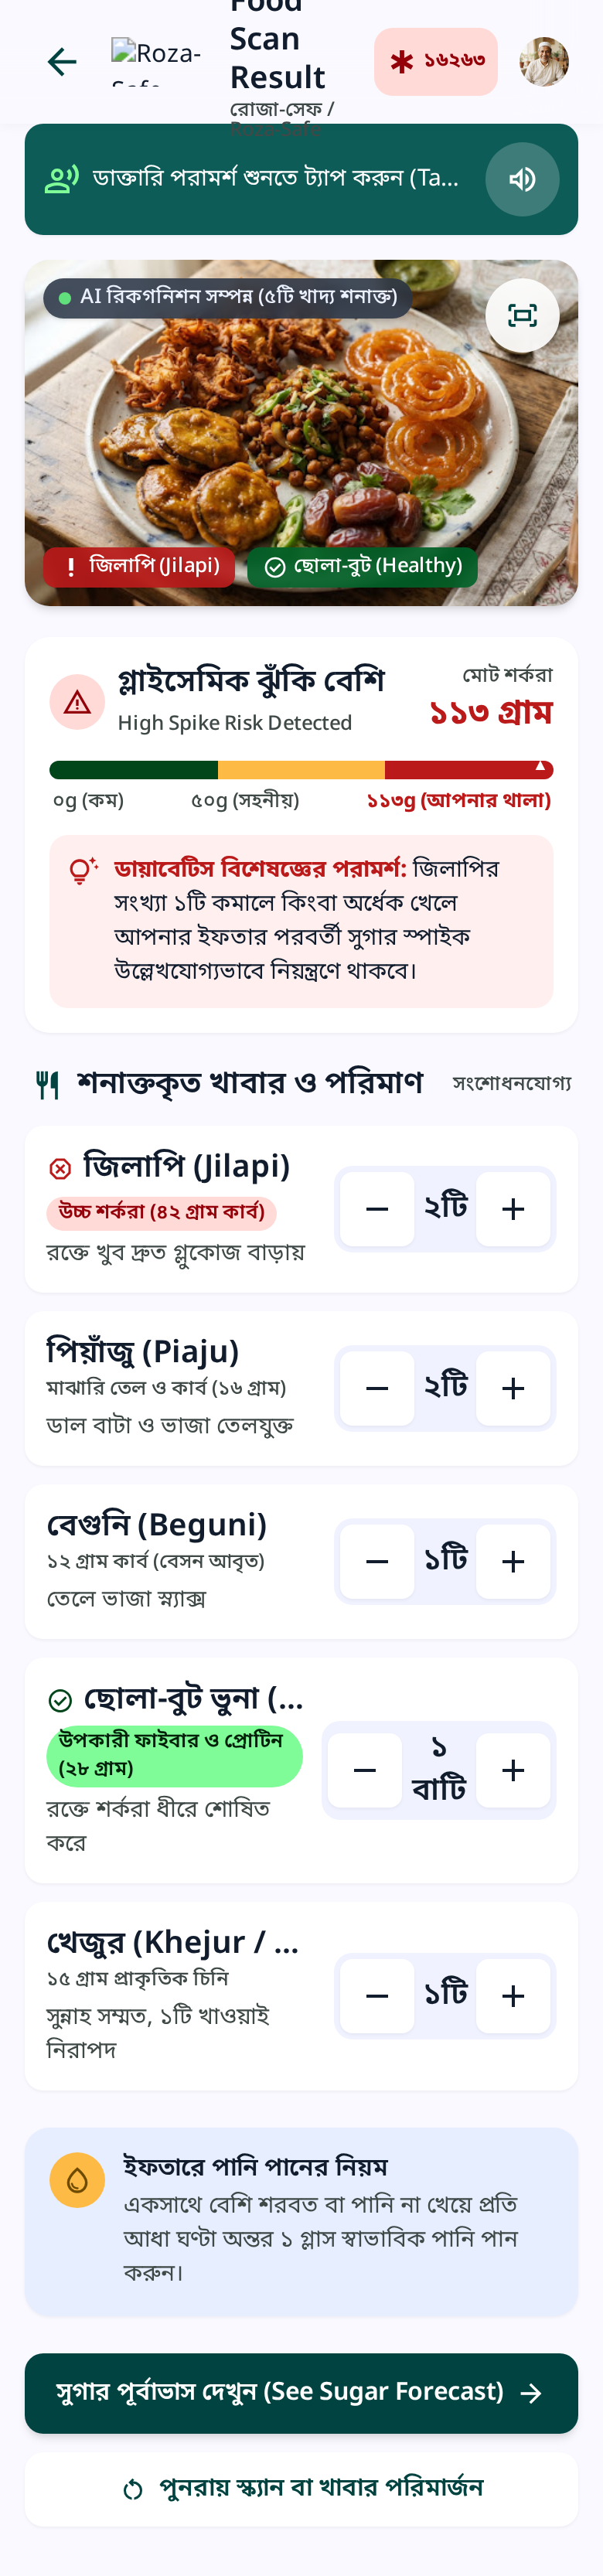 Food
Scan
Result
রোজা-সেফ /
Roza-Safe
Roza-
Safe
১৬২৬৩
ডাক্তারি পরামর্শ শুনতে ট্যাপ করুন (Ta...
AI রিকগনিশন সম্পন্ন (৫টি খাদ্য শনাক্ত)
জিলাপি (Jilapi)
ছোলা-বুট (Healthy)
গ্লাইসেমিক ঝুঁকি বেশি
High Spike Risk Detected
মোট শর্করা
১১৩ গ্রাম
০g (কম)
৫০g (সহনীয়)
১১৩g (আপনার থালা)
ডায়াবেটিস বিশেষজ্ঞের পরামর্শ: জিলাপির
সংখ্যা ১টি কমালে কিংবা অর্ধেক খেলে
আপনার ইফতার পরবর্তী সুগার স্পাইক
উল্লেখযোগ্যভাবে নিয়ন্ত্রণে থাকবে।
শনাক্তকৃত খাবার ও পরিমাণ
সংশোধনযোগ্য
জিলাপি (Jilapi)
উচ্চ শর্করা (৪২ গ্রাম কার্ব)
রক্তে খুব দ্রুত গ্লুকোজ বাড়ায়
২টি
পিয়াঁজু (Piaju)
মাঝারি তেল ও কার্ব (১৬ গ্রাম)
ডাল বাটা ও ভাজা তেলযুক্ত
২টি
বেগুনি (Beguni)
১২ গ্রাম কার্ব (বেসন আবৃত)
তেলে ভাজা স্ন্যাক্স
১টি
ছোলা-বুট ভুনা (...
উপকারী ফাইবার ও প্রোটিন
(২৮ গ্রাম)
রক্তে শর্করা ধীরে শোষিত
করে
১
বাটি
খেজুর (Khejur / ...
১৫ গ্রাম প্রাকৃতিক চিনি
সুন্নাহ সম্মত, ১টি খাওয়াই
নিরাপদ
১টি
ইফতারে পানি পানের নিয়ম
একসাথে বেশি শরবত বা পানি না খেয়ে প্রতি
আধা ঘণ্টা অন্তর ১ গ্লাস স্বাভাবিক পানি পান
করুন।
সুগার পূর্বাভাস দেখুন (See Sugar Forecast)
পুনরায় স্ক্যান বা খাবার পরিমার্জন